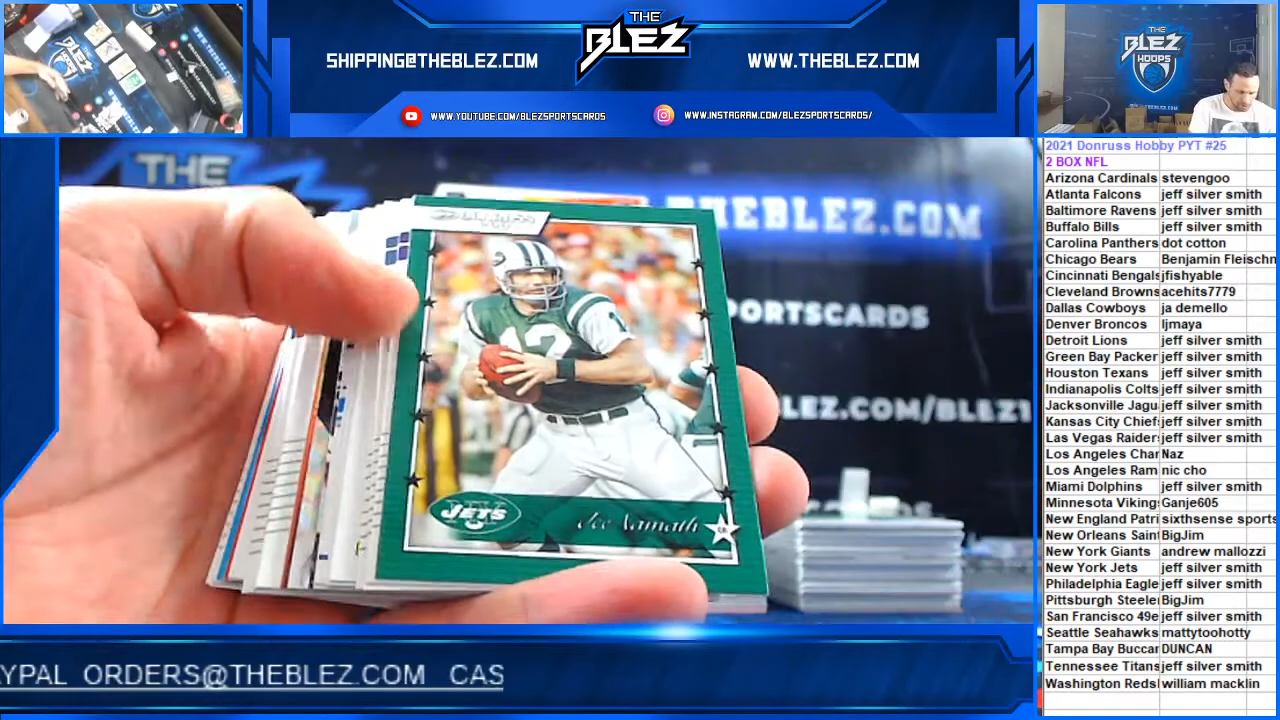 SHIPPING@THEBLEZ.COM
THE
BLEZ
WWW.THEBLEZ.COM
WWW.YOUTUBE.COM/BLEZSPORTSCARDS
WWW.INSTAGRAM.COM/BLEZSPORTSCARDS/
THE
BLEZ
HOOPS
THE
THEBLEZ.COM
SPORTSCARDS
LEZ.COM/BLEZ1
DONRUSS
12
JETS
Joe Namath
QB
2021 Donruss Hobby PYT #25
2 BOX NFL
Arizona Cardinals stevengoo
Atlanta Falcons jeff silver smith
Baltimore Ravens jeff silver smith
Buffalo Bills jeff silver smith
Carolina Panthers dot cotton
Chicago Bears Benjamin Fleischn
Cincinnati Bengals jfishyable
Cleveland Browns acehits7779
Dallas Cowboys ja demello
Denver Broncos ljmaya
Detroit Lions jeff silver smith
Green Bay Packer jeff silver smith
Houston Texans jeff silver smith
Indianapolis Colts jeff silver smith
Jacksonville Jagu jeff silver smith
Kansas City Chief jeff silver smith
Las Vegas Raider jeff silver smith
Los Angeles Char Naz
Los Angeles Ram nic cho
Miami Dolphins jeff silver smith
Minnesota Viking Ganje605
New England Patri sixthsense sports
New Orleans Saint BigJim
New York Giants andrew mallozzi
New York Jets jeff silver smith
Philadelphia Eagle jeff silver smith
Pittsburgh Steele BigJim
San Francisco 49e jeff silver smith
Seattle Seahawks mattytoohotty
Tampa Bay Buccar DUNCAN
Tennessee Titans jeff silver smith
Washington Reds william macklin
AYPAL ORDERS@THEBLEZ.COM CAS